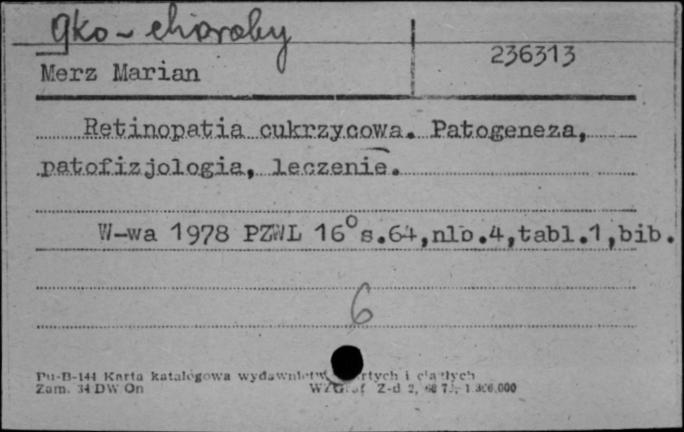 Oko - choroby
Merz Marian 236313
Retinopatia cukrzycowa. Patogeneza,
patofizjologia, leczenie.
W-wa 1978 PZWL 16° s.64,nlb.4,tabl.1,bib.
6
Pu-B-144 Karta katalogowa i
Zam. 34 DW On Z-d 2,